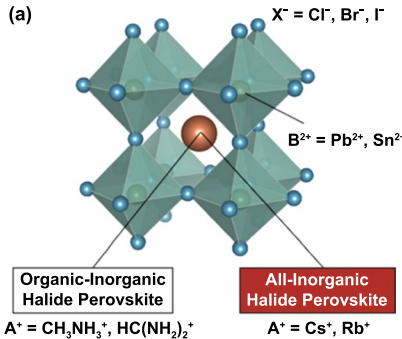 (a)
X⁻ = Cl⁻, Br⁻, I⁻
B²⁺ = Pb²⁺, Sn²⁻
Organic-Inorganic
Halide Perovskite
All-Inorganic
Halide Perovskite
A⁺ = CH₃NH₃⁺, HC(NH₂)₂⁺
A⁺ = Cs⁺, Rb⁺